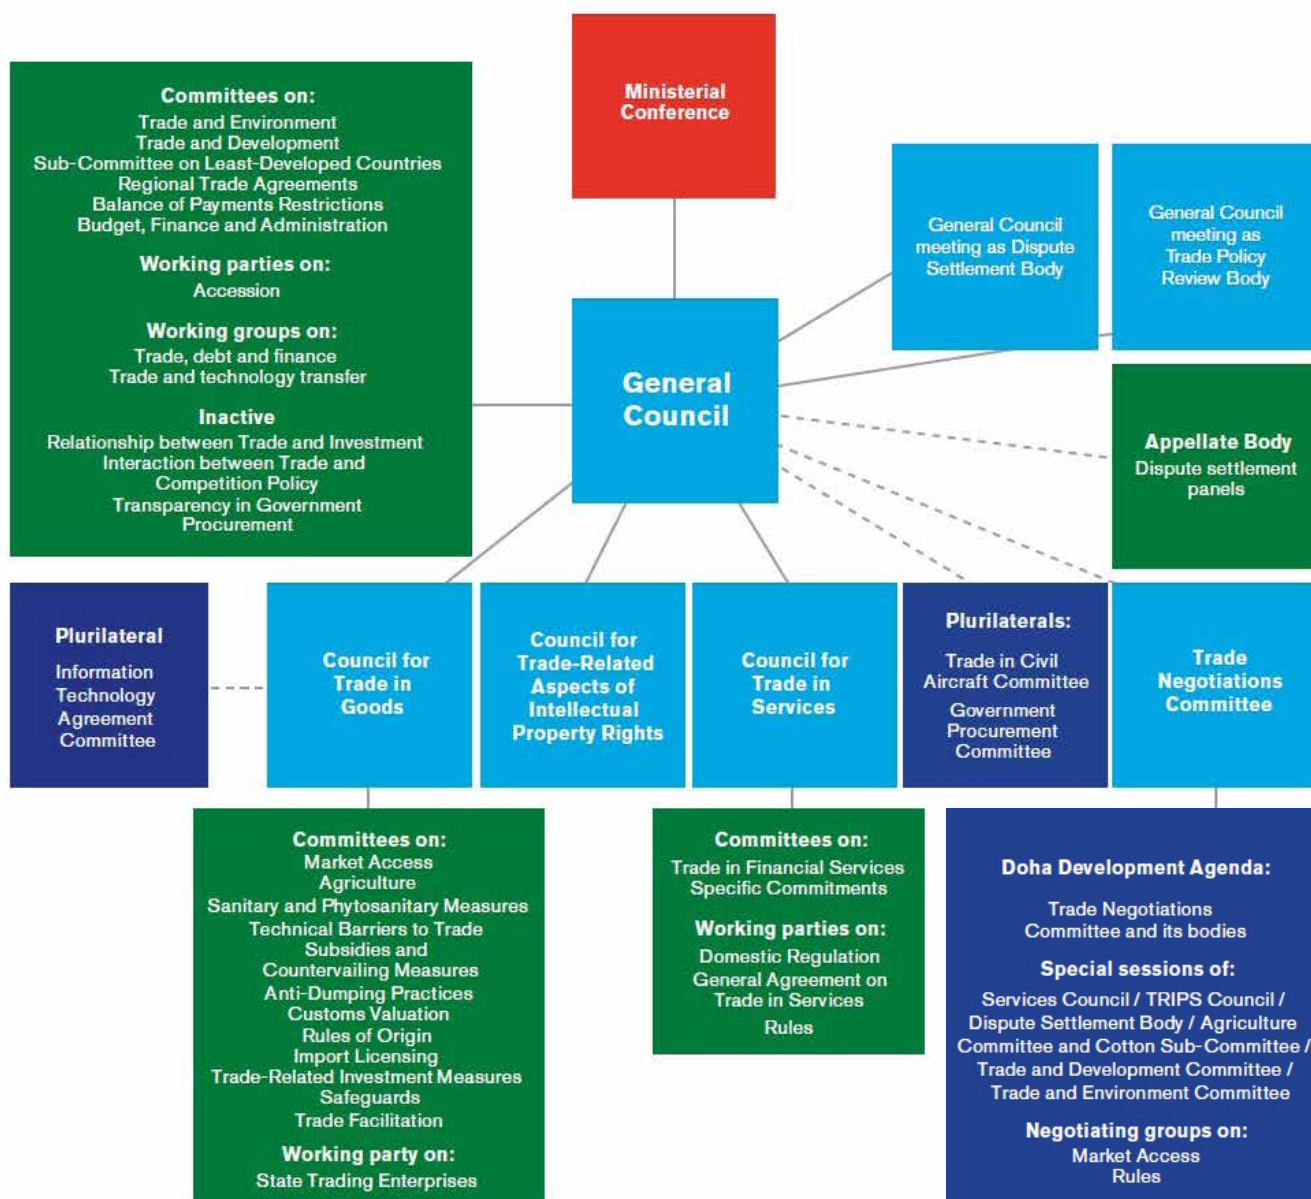 Ministerial
Conference
Committees on:
Trade and Environment
Trade and Development
Sub-Committee on Least-Developed Countries
Regional Trade Agreements
Balance of Payments Restrictions
Budget, Finance and Administration
Working parties on:
Accession
Working groups on:
Trade, debt and finance
Trade and technology transfer
Inactive
Relationship between Trade and Investment
Interaction between Trade and
Competition Policy
Transparency in Government
Procurement
General Council
meeting as Dispute
Settlement Body
General Council
meeting as
Trade Policy
Review Body
General
Council
Appellate Body
Dispute settlement
panels
Plurilateral
Information
Technology
Agreement
Committee
Council for
Trade in
Goods
Council for
Trade-Related
Aspects of
Intellectual
Property Rights
Council for
Trade in
Services
Plurilaterals:
Trade in Civil
Aircraft Committee
Government
Procurement
Committee
Trade
Negotiations
Committee
Committees on:
Market Access
Agriculture
Sanitary and Phytosanitary Measures
Technical Barriers to Trade
Subsidies and
Countervailing Measures
Anti-Dumping Practices
Customs Valuation
Rules of Origin
Import Licensing
Trade-Related Investment Measures
Safeguards
Trade Facilitation
Working party on:
State Trading Enterprises
Committees on:
Trade in Financial Services
Specific Commitments
Working parties on:
Domestic Regulation
General Agreement on
Trade in Services
Rules
Doha Development Agenda:
Trade Negotiations
Committee and its bodies
Special sessions of:
Services Council / TRIPS Council /
Dispute Settlement Body / Agriculture
Committee and Cotton Sub-Committee /
Trade and Development Committee /
Trade and Environment Committee
Negotiating groups on:
Market Access
Rules